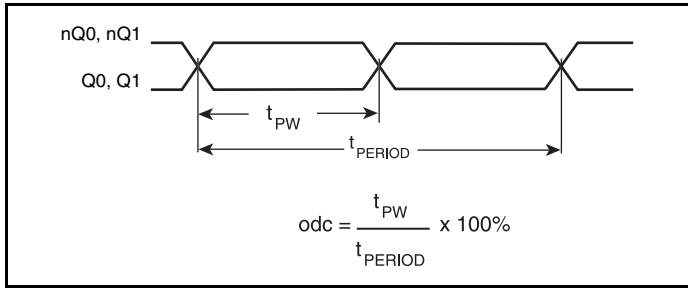 nQ0, nQ1
Q0, Q1
tPW
tPERIOD
odc = tPW / tPERIOD x 100%